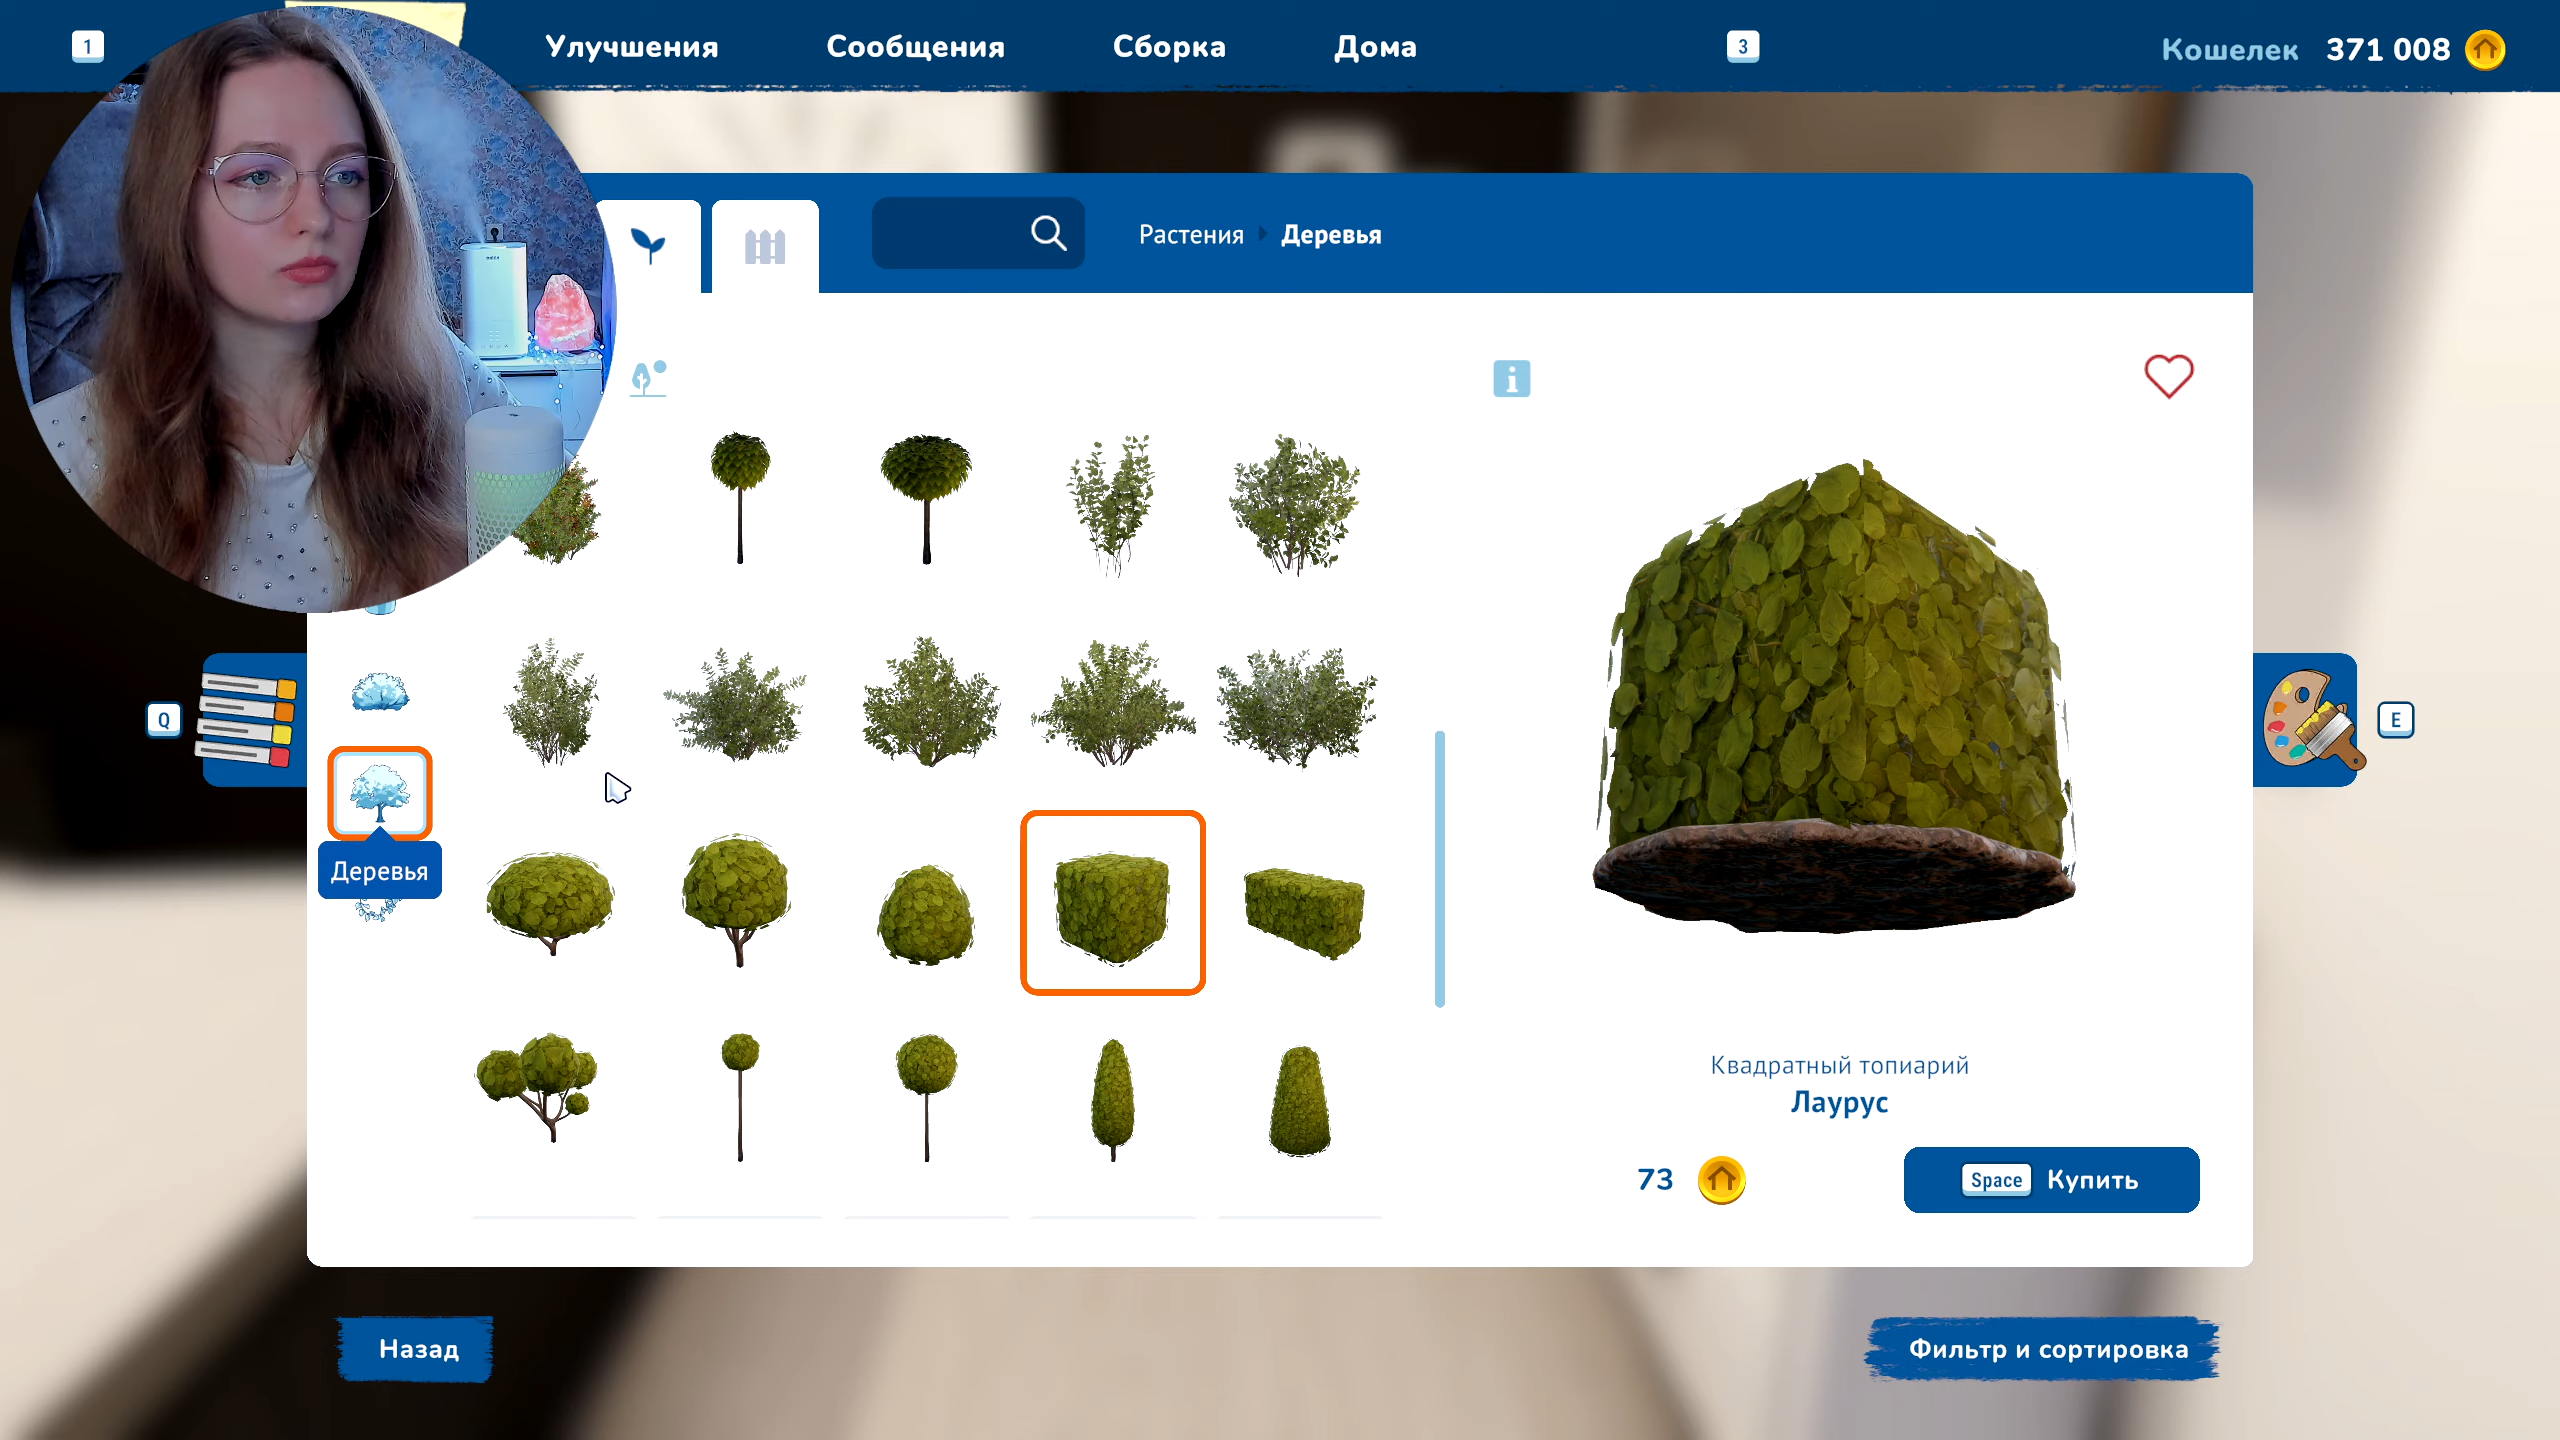 1
Улучшения
Сообщения
Сборка
Дома
3
Кошелек 371 008
Растения
Деревья
i
Q
E
Деревья
Квадратный топиарий
Лаурус
73
Space Купить
Назад
Фильтр и сортировка